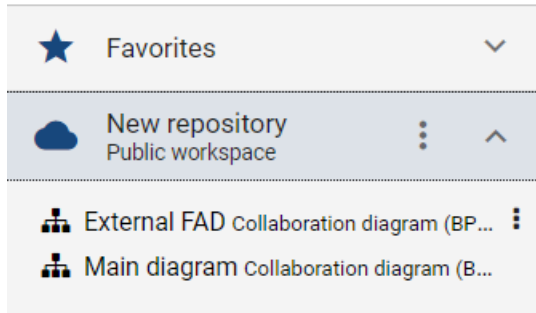 Favorites
New repository
Public workspace
External FAD Collaboration diagram (BP...
Main diagram Collaboration diagram (B...